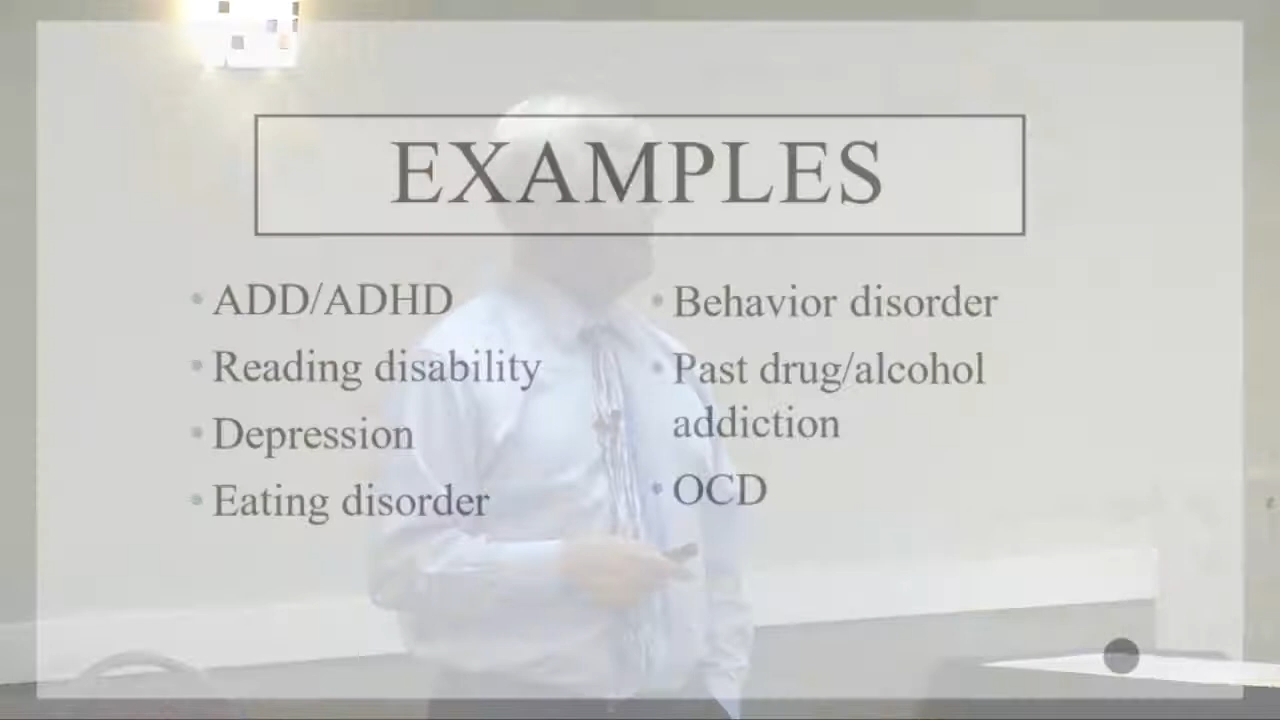 EXAMPLES
• ADD/ADHD
• Reading disability
• Depression
• Eating disorder
• Behavior disorder
• Past drug/alcohol
addiction
• OCD